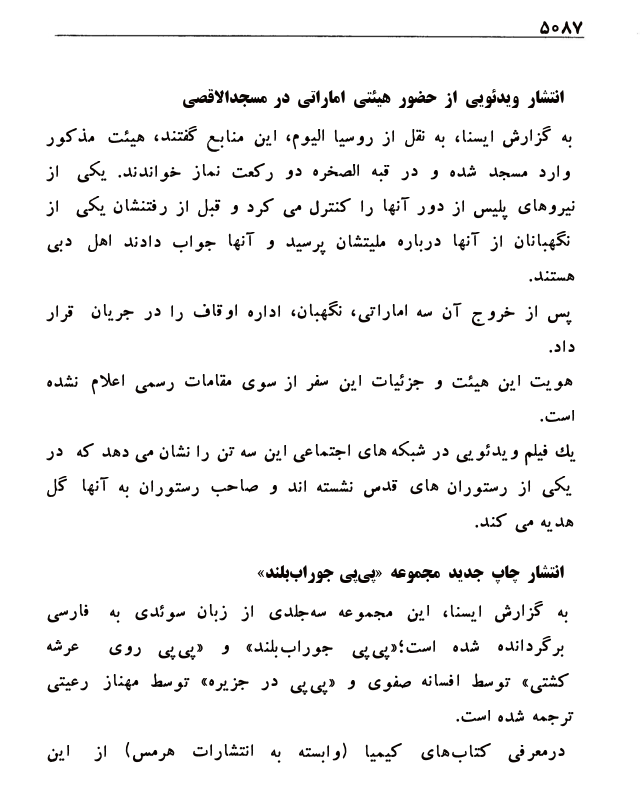 ۵۰۸۷
انتشار ویدئویی از حضور هیئتی اماراتی در مسجدالاقصی
به گزارش ایسنا، به نقل از روسیا الیوم، این منابع گفتند، هیئت مذکور
وارد مسجد شده و در قبه الصخره دو رکعت نماز خواندند. یکی از
نیروهای پلیس از دور آنها را کنترل می کرد و قبل از رفتنشان یکی از
نگهبانان از آنها درباره ملیتشان پرسید و آنها جواب دادند اهل دبی
هستند.
پس از خروج آن سه اماراتی، نگهبان، اداره اوقاف را در جریان قرار
داد.
هویت این هیئت و جزئیات این سفر از سوی مقامات رسمی اعلام نشده
است.
یك فیلم ویدئویی در شبکه های اجتماعی این سه تن را نشان می دهد که در
یکی از رستوران های قدس نشسته اند و صاحب رستوران به آنها گل
هدیه می کند.
انتشار چاپ جدید مجموعه «پی‌پی جوراب‌بلند»
به گزارش ایسنا، این مجموعه سه‌جلدی از زبان سوئدی به فارسی
برگردانده شده است؛«پی‌پی جوراب‌بلند» و «پی‌پی روی عرشه
کشتی» توسط افسانه صفوی و «پی‌پی در جزیره» توسط مهناز رعیتی
ترجمه شده است.
درمعرفی کتاب‌های کیمیا (وابسته به انتشارات هرمس) از این